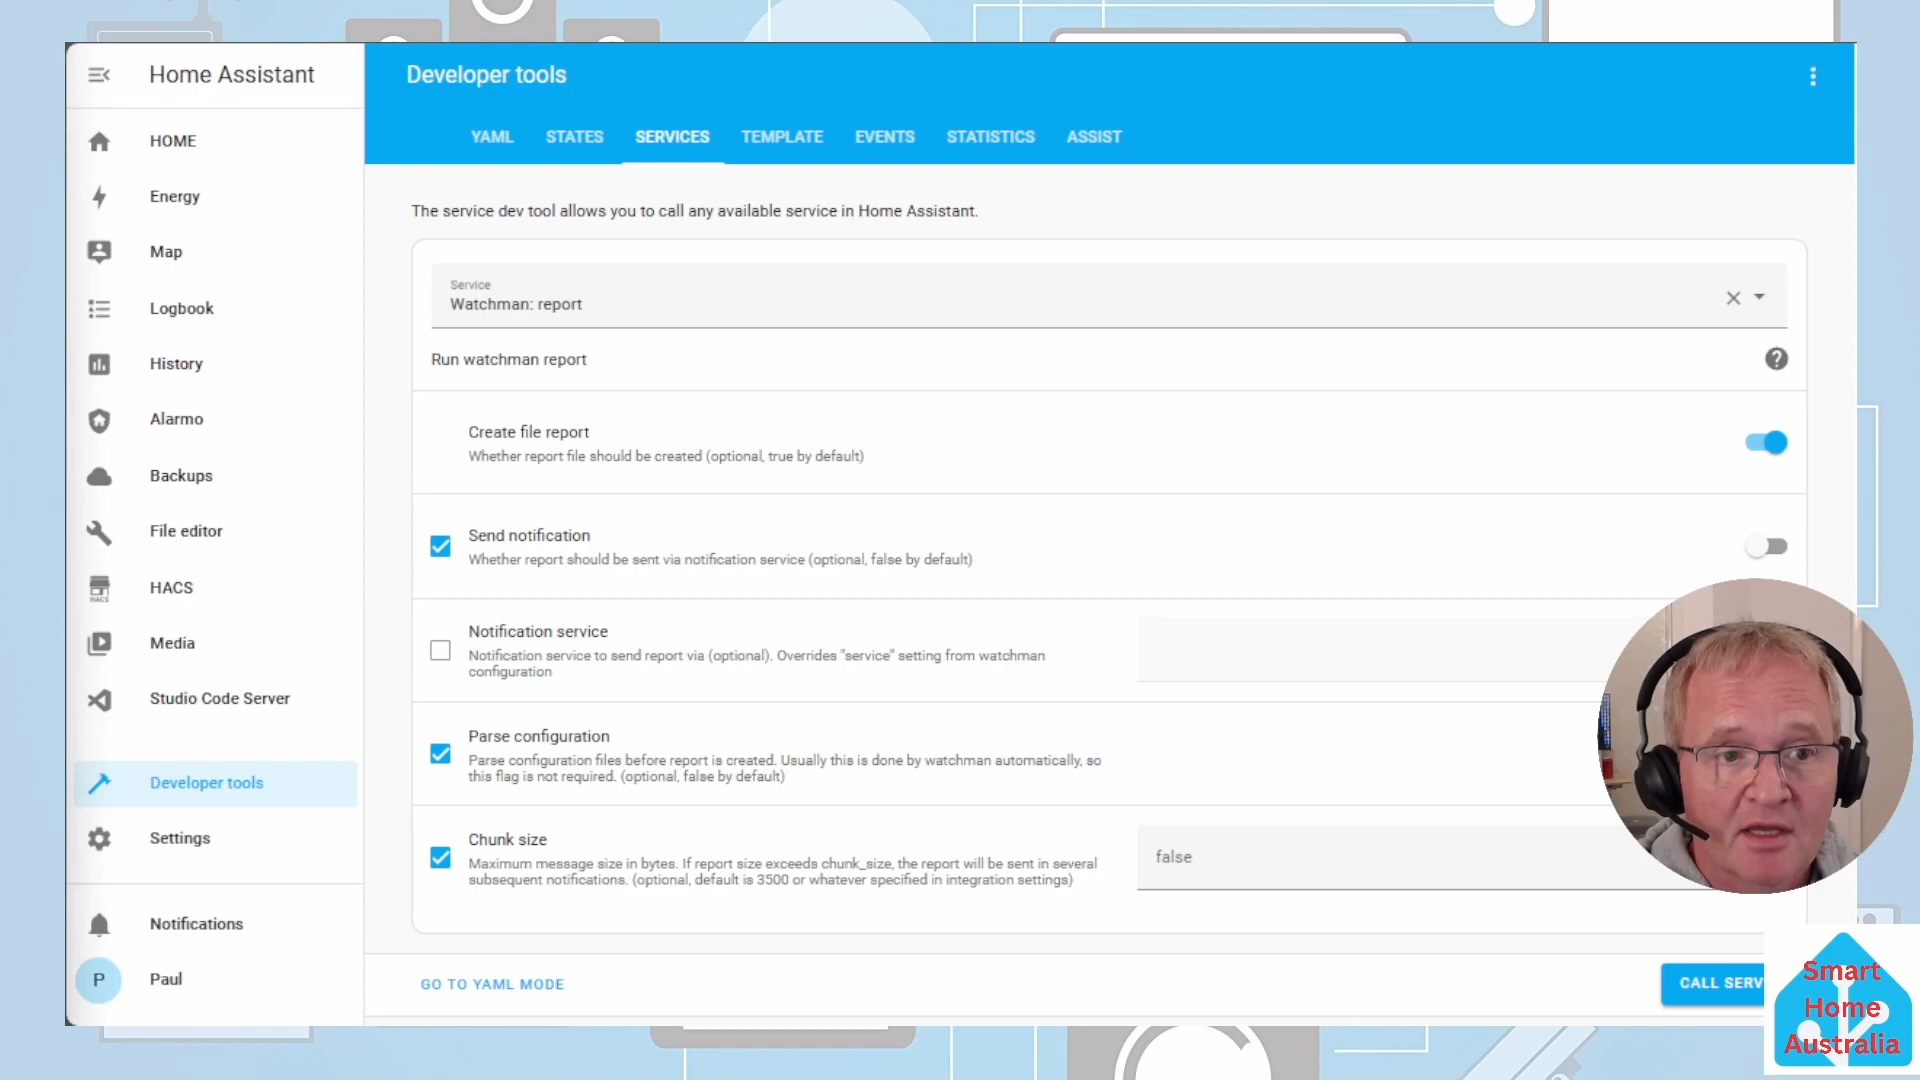 Home Assistant
Developer tools
YAML STATES SERVICES TEMPLATE EVENTS STATISTICS ASSIST
HOME
Energy
Map
Logbook
History
Alarmo
Backups
File editor
HACS
HACS
Media
Studio Code Server
Developer tools
Settings
Notifications
P
Paul
The service dev tool allows you to call any available service in Home Assistant.
Service
Watchman: report
Run watchman report
Create file report
Whether report file should be created (optional, true by default)
Send notification
Whether report should be sent via notification service (optional, false by default)
Notification service
Notification service to send report via (optional). Overrides "service" setting from watchman
configuration
Parse configuration
Parse configuration files before report is created. Usually this is done by watchman automatically, so
this flag is not required. (optional, false by default)
Chunk size
Maximum message size in bytes. If report size exceeds chunk_size, the report will be sent in several
subsequent notifications. (optional, default is 3500 or whatever specified in integration settings)
false
GO TO YAML MODE
CALL SERV
Smart
Home
Australia